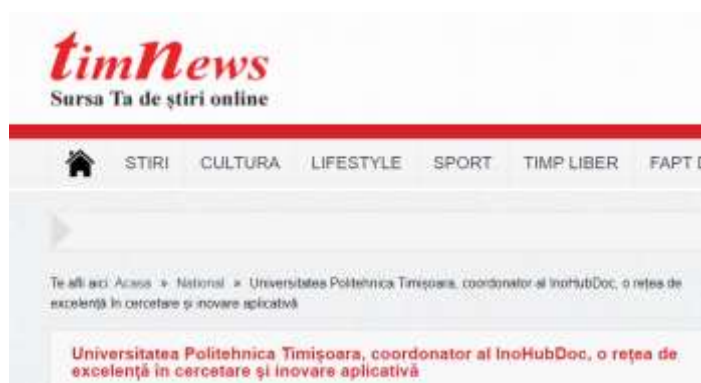 timNews
Sursa Ta de știri online
STIRI CULTURA LIFESTYLE SPORT TIMP LIBER FAPT D
Te afli aici Acasa » National » Universitatea Politehnica Timișoara, coordonator al InoHubDoc, o rețea de
excelență în cercetare și inovare aplicativă
Universitatea Politehnica Timișoara, coordonator al InoHubDoc, o rețea de
excelență în cercetare și inovare aplicativă